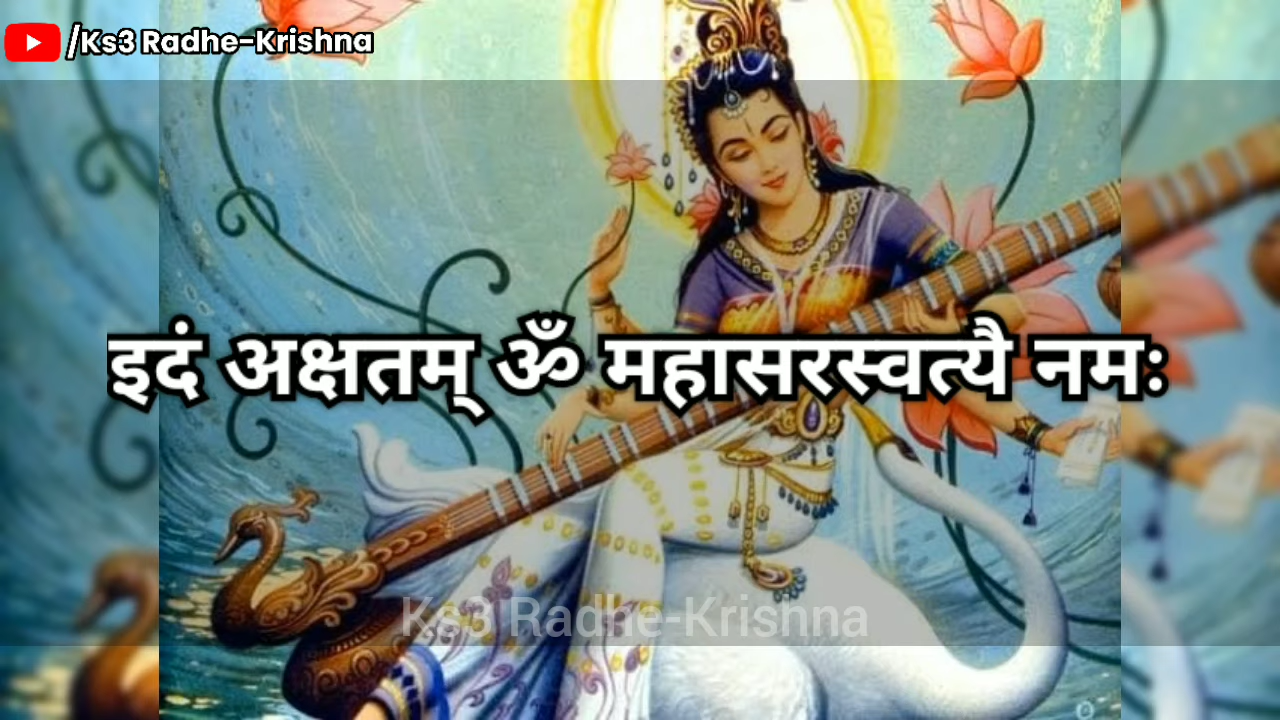 /Ks3 Radhe-Krishna
इदं अक्षतम् ॐ महासरस्वत्यै नमः
Ks3 Radhe-Krishna